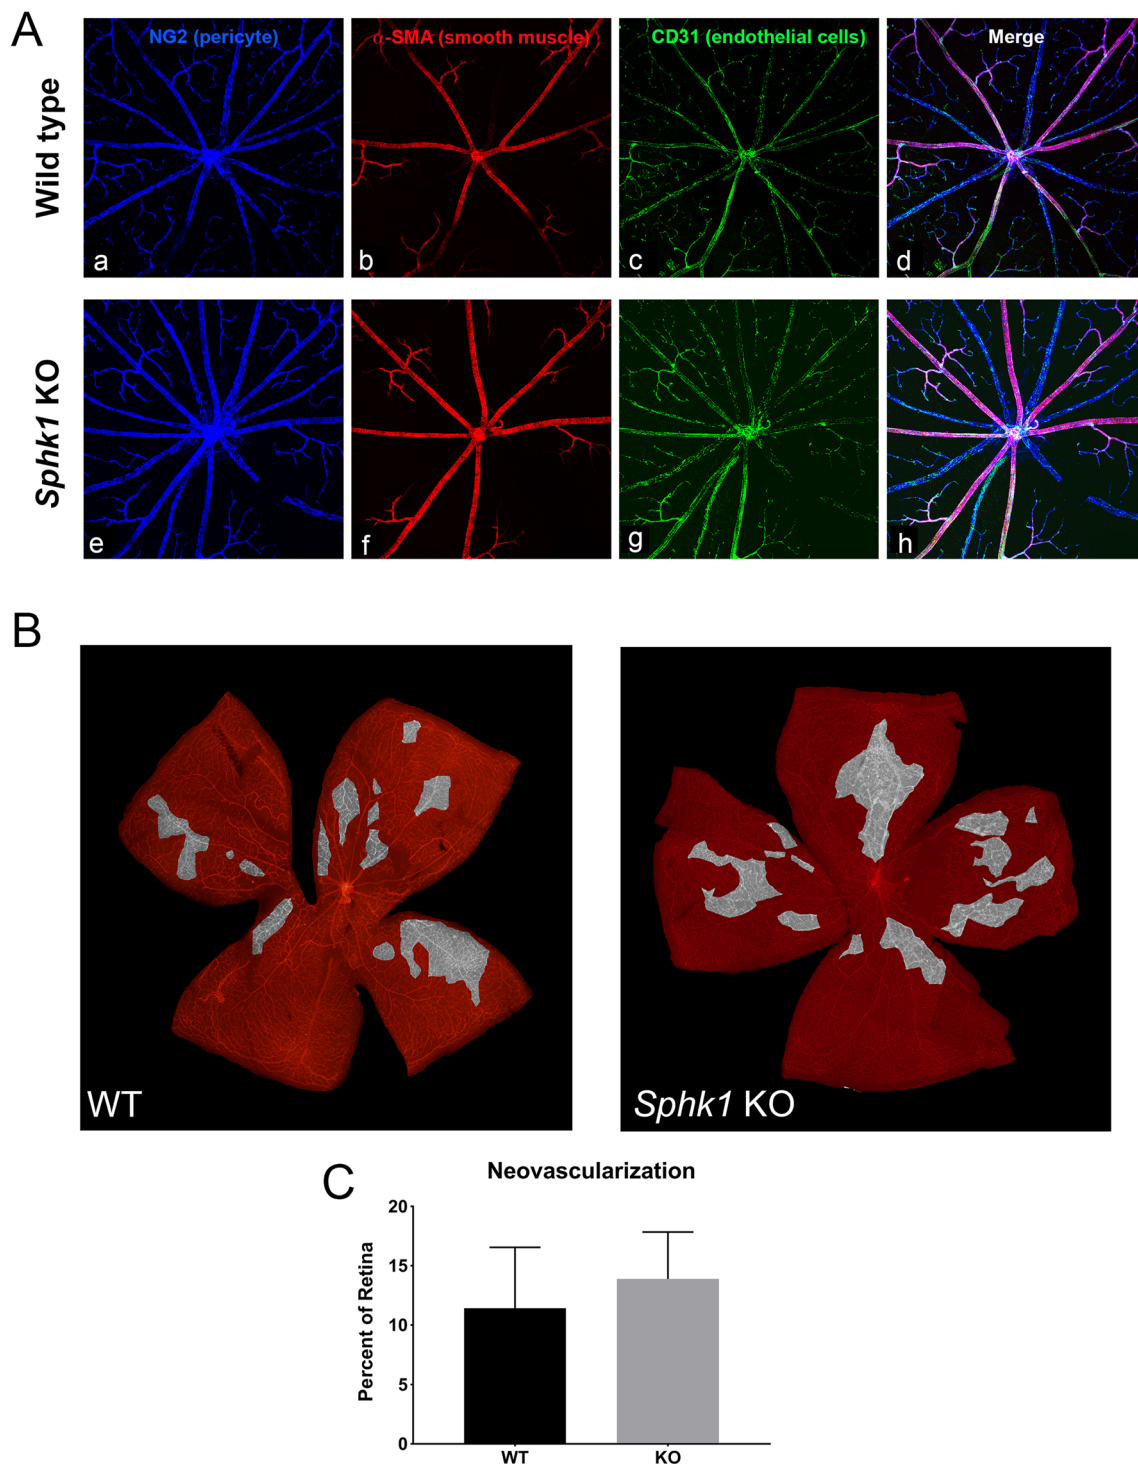 A
NG2 (pericyte)
α-SMA (smooth muscle)
CD31 (endothelial cells)
Merge
Wild type
a
b
c
d
Sphk1 KO
e
f
g
h
B
WT
Sphk1 KO
C
Neovascularization
Percent of Retina
20
15
10
5
0
WT
KO